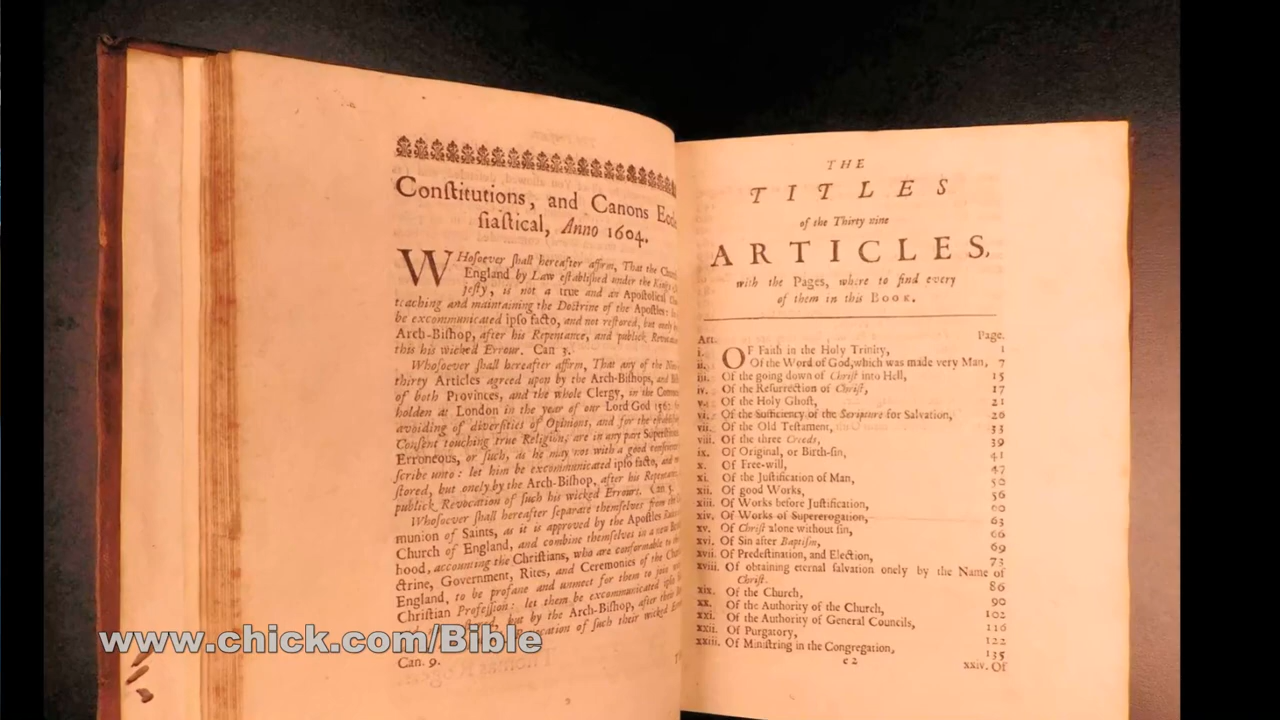 Conſtitutions, and Canons Eccle
ſiaſtical, Anno 1604.
WHoſoever ſhall hereafter affirm, That the Church
England by Law eſtabliſhed under the Kings
jeſty, is not a true and an Apoſtolical
teaching and maintaining the Doctrine of the Apoſtles:
be excommunicated ipſo facto, and not reſtored, but onely
Arch-Biſhop, after his Repentance, and publick
this his wicked Errour. Can 3.
Whoſoever ſhall hereafter affirm, That any of the
thirty Articles agreed upon by the Arch-Biſhops, and
of both Provinces, and the whole Clergy, in the
holden at London in the year of our Lord God
avoiding of diverſities of Opinions, and for the
Conſent touching true Religion, are in any part
Erroneous, or ſuch, as he may not with a good
ſcribe unto: let him be excommunicated ipſo facto, and
ſtored, but onely by the Arch-Biſhop, after his
publick Revocation of ſuch his wicked Errours. Can 5.
Whoſoever ſhall hereafter ſeparate themſelves from the
munion of Saints, as it is approved by the Apoſtles
Church of England, and combine themſelves in a new
hood, accounting the Chriſtians, who are conformable to the
ctrine, Government, Rites, and Ceremonies of the
England, to be profane and unmeet for them to join
Chriſtian Profeſſion: let them be excommunicated ipſo
but by the Arch-Biſhop, after
of ſuch their wicked
Can. 9.
THE
TITLES
of the Thirty nine
ARTICLES,
with the Pages, where to find every
of them in this BOOK.
Art. Page.
i. OF Faith in the Holy Trinity, 1
ii. Of the Word of God, which was made very Man, 7
iii. Of the going down of Chriſt into Hell, 15
iv. Of the Reſurrection of Chriſt, 17
v. Of the Holy Ghoſt, 21
vi. Of the Sufficiency of the Scripture for Salvation, 26
vii. Of the Old Teſtament, 33
viii. Of the three Creeds, 39
ix. Of Original, or Birth-ſin, 41
x. Of Free-will, 47
xi. Of the Juſtification of Man, 50
xii. Of good Works, 56
xiii. Of Works before Juſtification, 60
xiv. Of Works of Supererogation, 63
xv. Of Chriſt alone without ſin, 66
xvi. Of Sin after Baptiſm, 69
xvii. Of Predeſtination, and Election, 73
xviii. Of obtaining eternal salvation onely by the Name of
Chriſt. 86
xix. Of the Church, 90
xx. Of the Authority of the Church, 102
xxi. Of the Authority of General Councils, 116
xxii. Of Purgatory, 122
xxiii. Of Miniſtring in the Congregation, 135
c 2 xxiv. Of
www.chick.com/Bible